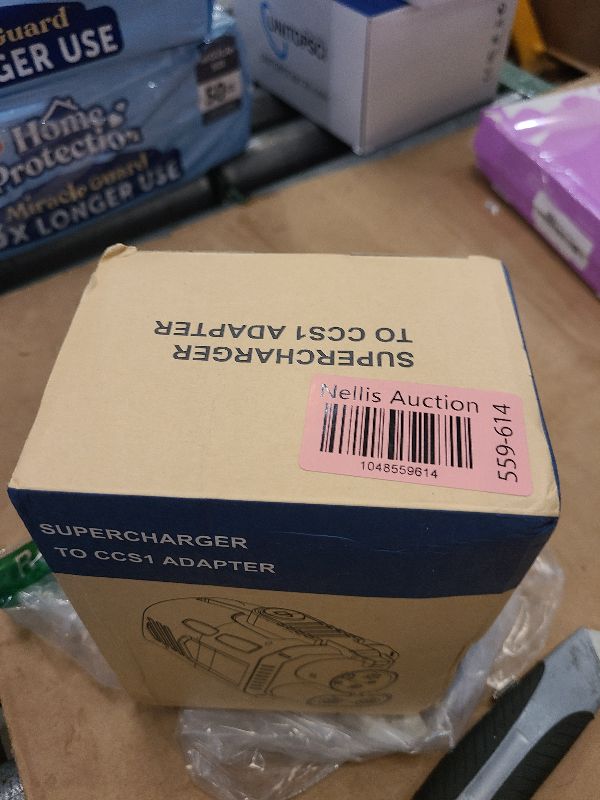 Guard
GER USE
Home
Protection
Miracle Guard
X LONGER USE
50
SUPERCHARGER
TO CCS1 ADAPTER
Nellis Auction
1048559614
559-614
SUPERCHARGER
TO CCS1 ADAPTER